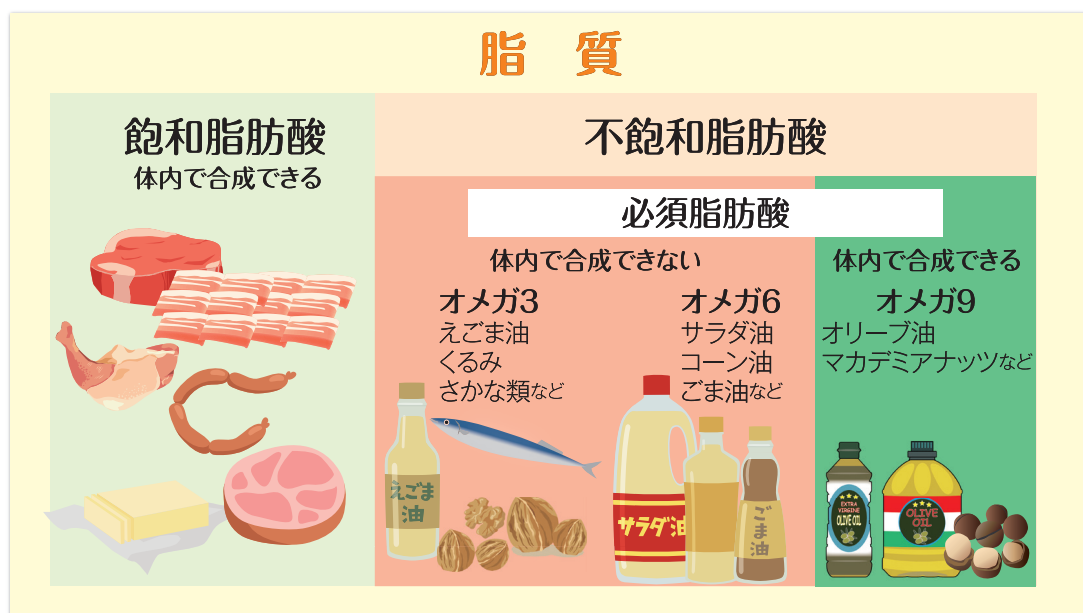 脂 質
飽和脂肪酸
体内で合成できる
不飽和脂肪酸
必須脂肪酸
体内で合成できない
オメガ3
えごま油
くるみ
さかな類など
オメガ6
サラダ油
コーン油
ごま油など
体内で合成できる
オメガ9
オリーブ油
マカデミアナッツなど
えごま
油
サラダ油
ごま
油
EXTRA
VIRGINE
OLIVE OIL
OLIVE
OIL